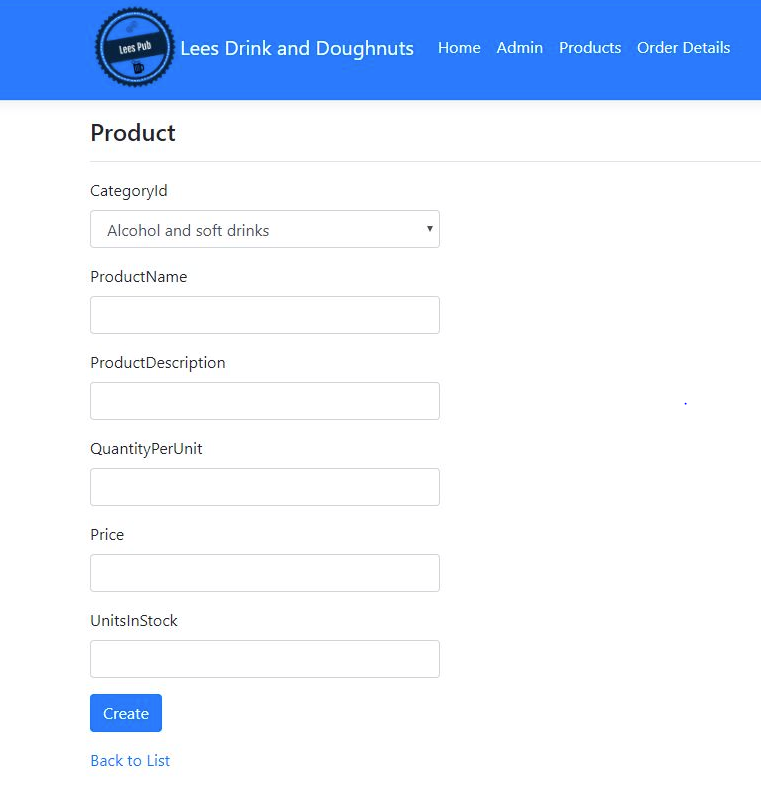 Lees Pub
Lees Drink and Doughnuts Home Admin Products Order Details
Product
CategoryId
Alcohol and soft drinks
ProductName
ProductDescription
QuantityPerUnit
Price
UnitsInStock
Create
Back to List